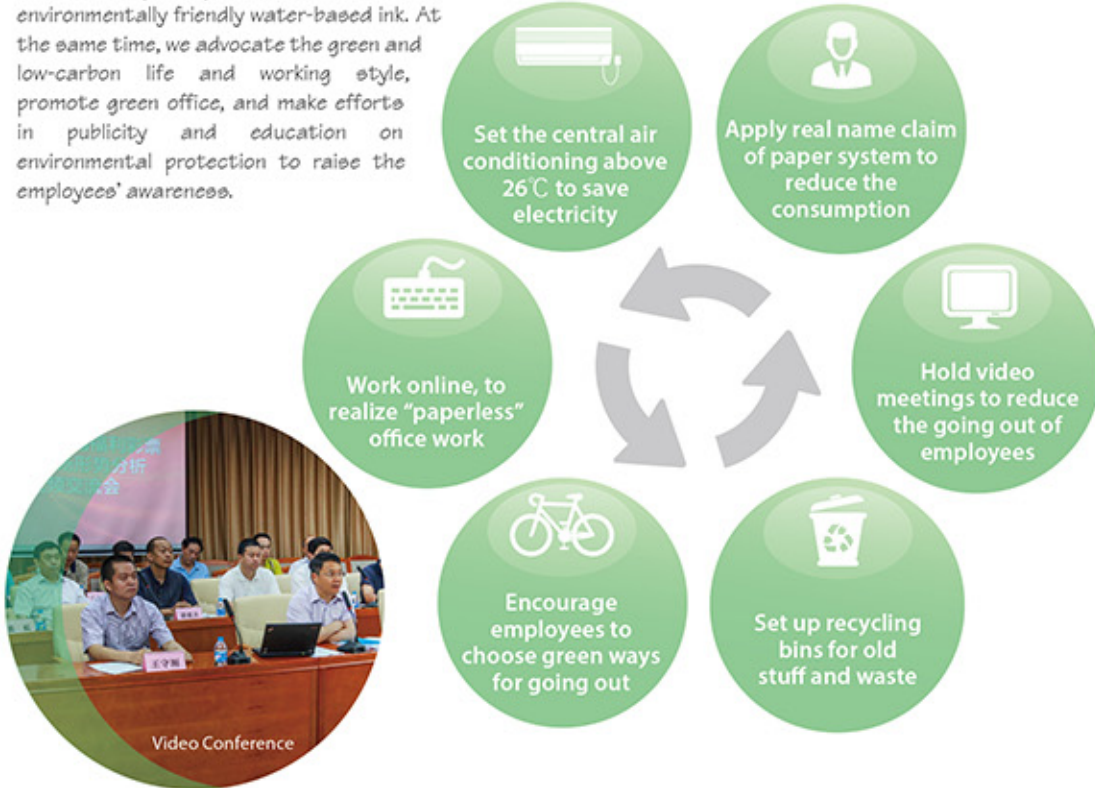 environmentally friendly water-based ink. At
the same time, we advocate the green and
low-carbon life and working style,
promote green office, and make efforts
in publicity and education on
environmental protection to raise the
employees' awareness.
Set the central air
conditioning above
26℃ to save
electricity
Apply real name claim
of paper system to
reduce the
consumption
Work online, to
realize "paperless"
office work
Hold video
meetings to reduce
the going out of
employees
Encourage
employees to
choose green ways
for going out
Set up recycling
bins for old
stuff and waste
分析
交流会
Video Conference